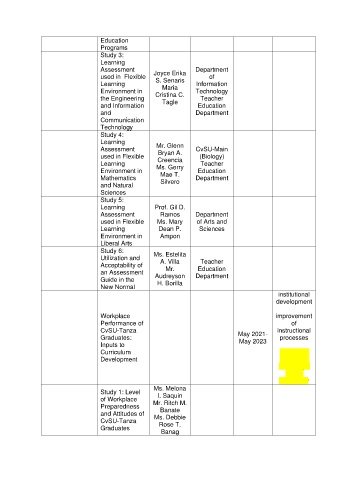 Education
Programs
Study 3:
Learning
Assessment
used in Flexible
Learning
Environment in
the Engineering
and Information
and
Communication
Technology
Joyce Erika
S. Senaris
Maria
Cristina C.
Tagle
Department
of
Information
Technology
Teacher
Education
Department
Study 4:
Learning
Assessment
used in Flexible
Learning
Environment in
Mathematics
and Natural
Sciences
Mr. Glenn
Bryan A.
Creencia
Ms. Gerry
Mae T.
Silvero
CvSU-Main
(Biology)
Teacher
Education
Department
Study 5:
Learning
Assessment
used in Flexible
Learning
Environment in
Liberal Arts
Prof. Gil D.
Ramos
Ms. Mary
Dean P.
Ampon
Department
of Arts and
Sciences
Study 6:
Utilization and
Acceptability of
an Assessment
Guide in the
New Normal
Ms. Estelita
A. Villa
Mr.
Audreyson
H. Borilla
Teacher
Education
Department
Workplace
Performance of
CvSU-Tanza
Graduates:
Inputs to
Curriculum
Development
May 2021-
May 2023
institutional
development
improvement
of
instructional
processes
Study 1: Level
of Workplace
Preparedness
and Attitudes of
CvSU-Tanza
Graduates
Ms. Melona
I. Saquin
Mr. Ritch M.
Banate
Ms. Debbie
Rose T.
Banag